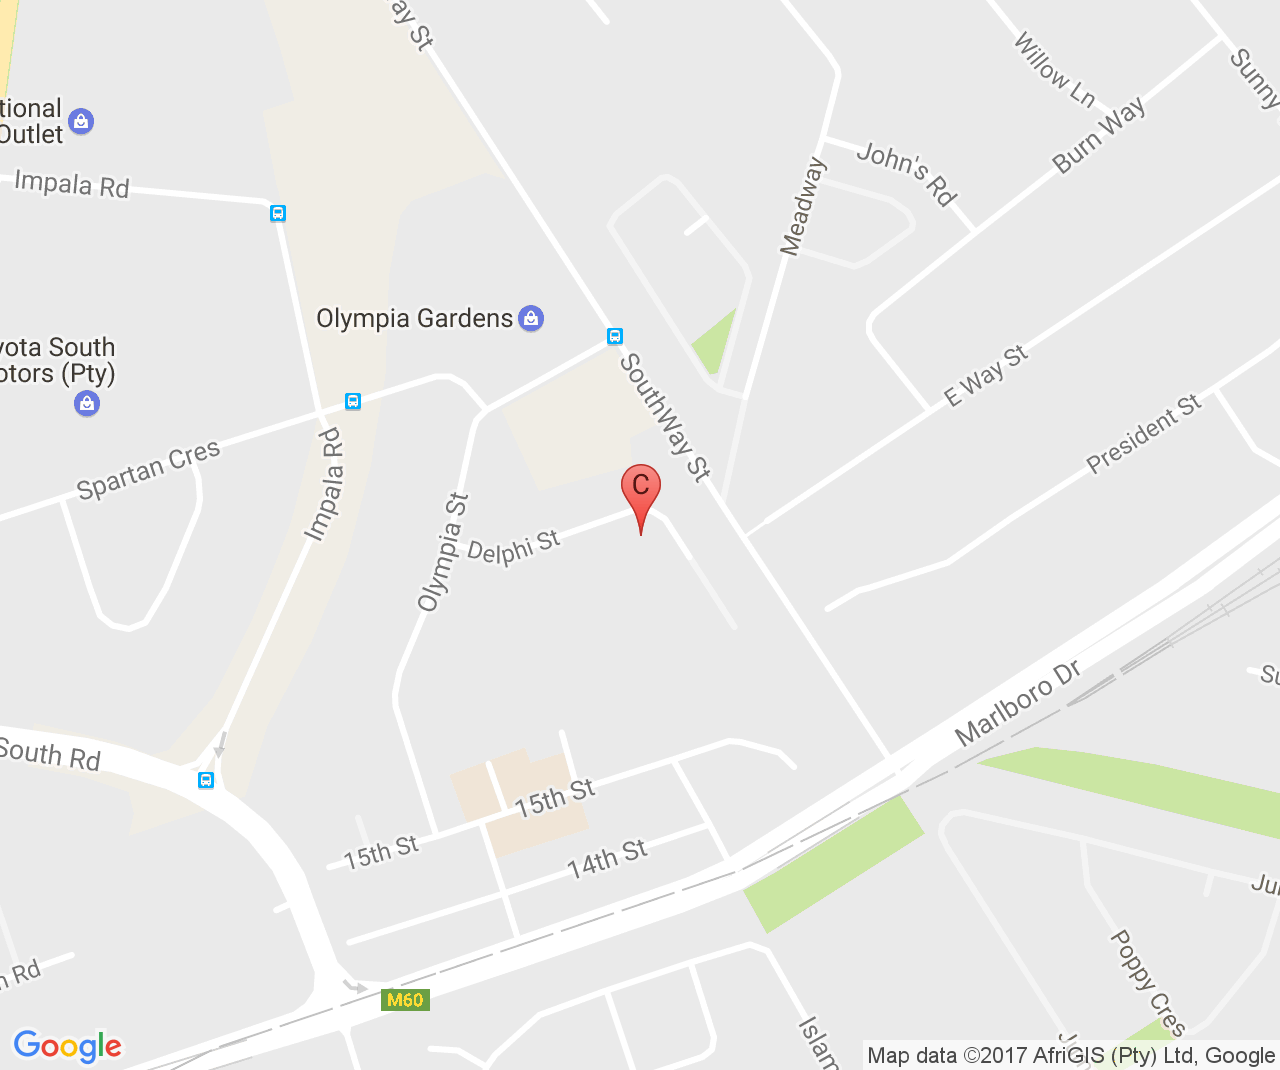 ay St
Willow Ln
Sunny
tional
Outlet
Burn Way
John's Rd
Impala Rd
Meadway
Olympia Gardens
yota South
otors (Pty)
SouthWay St
E Way St
President St
Spartan Cres
Impala Rd
C
Olympia St
Delphi St
Marlboro Dr
Su
South Rd
15th St
15th St
14th St
Jun
Poppy Cres
n Rd
M60
Islam
Ju
Google
Map data ©2017 AfriGIS (Pty) Ltd, Google